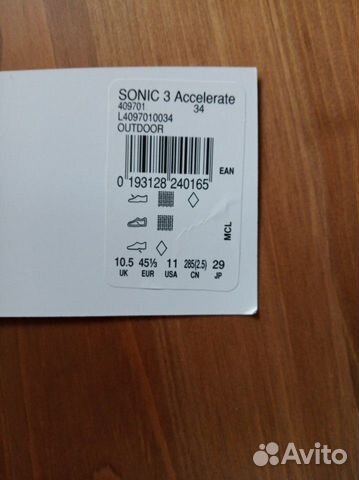 SONIC 3 Accelerate
409701 34
L4097010034
OUTDOOR
EAN
0 193128 240165
MCL
10.5 45⅓ 11 285(2.5) 29
UK EUR USA CN JP
Avito